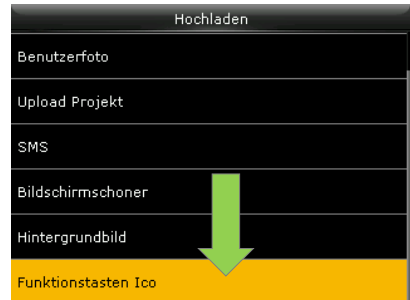 Hochladen
Benutzerfoto
Upload Projekt
SMS
Bildschirmschoner
Hintergrundbild
Funktionstasten Ico